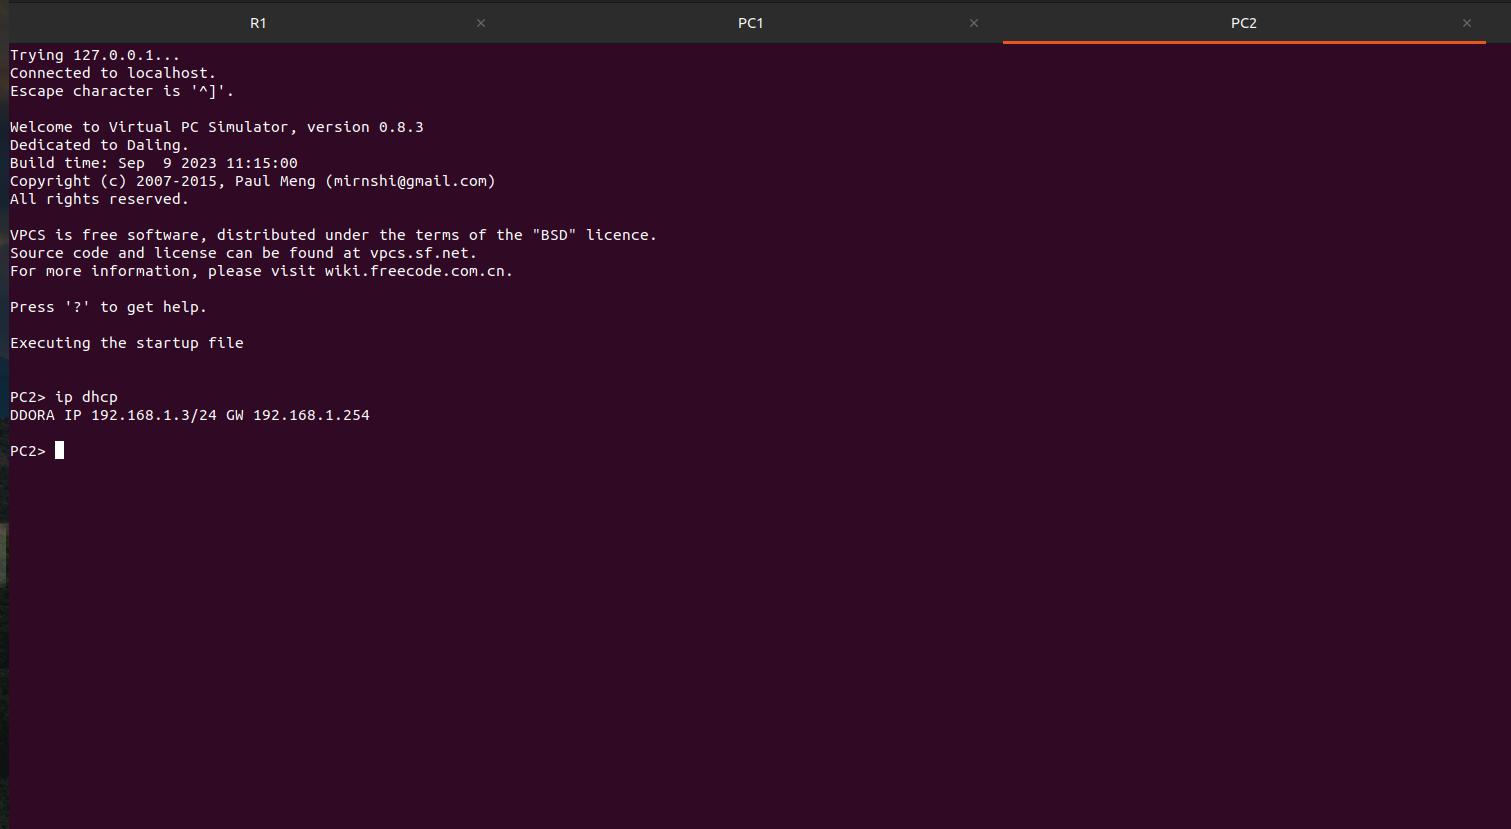 R1 × PC1 × PC2 ×
Trying 127.0.0.1...
Connected to localhost.
Escape character is '^]'.
Welcome to Virtual PC Simulator, version 0.8.3
Dedicated to Daling.
Build time: Sep  9 2023 11:15:00
Copyright (c) 2007-2015, Paul Meng (mirnshi@gmail.com)
All rights reserved.
VPCS is free software, distributed under the terms of the "BSD" licence.
Source code and license can be found at vpcs.sf.net.
For more information, please visit wiki.freecode.com.cn.
Press '?' to get help.
Executing the startup file
PC2> ip dhcp
DDORA IP 192.168.1.3/24 GW 192.168.1.254
PC2>